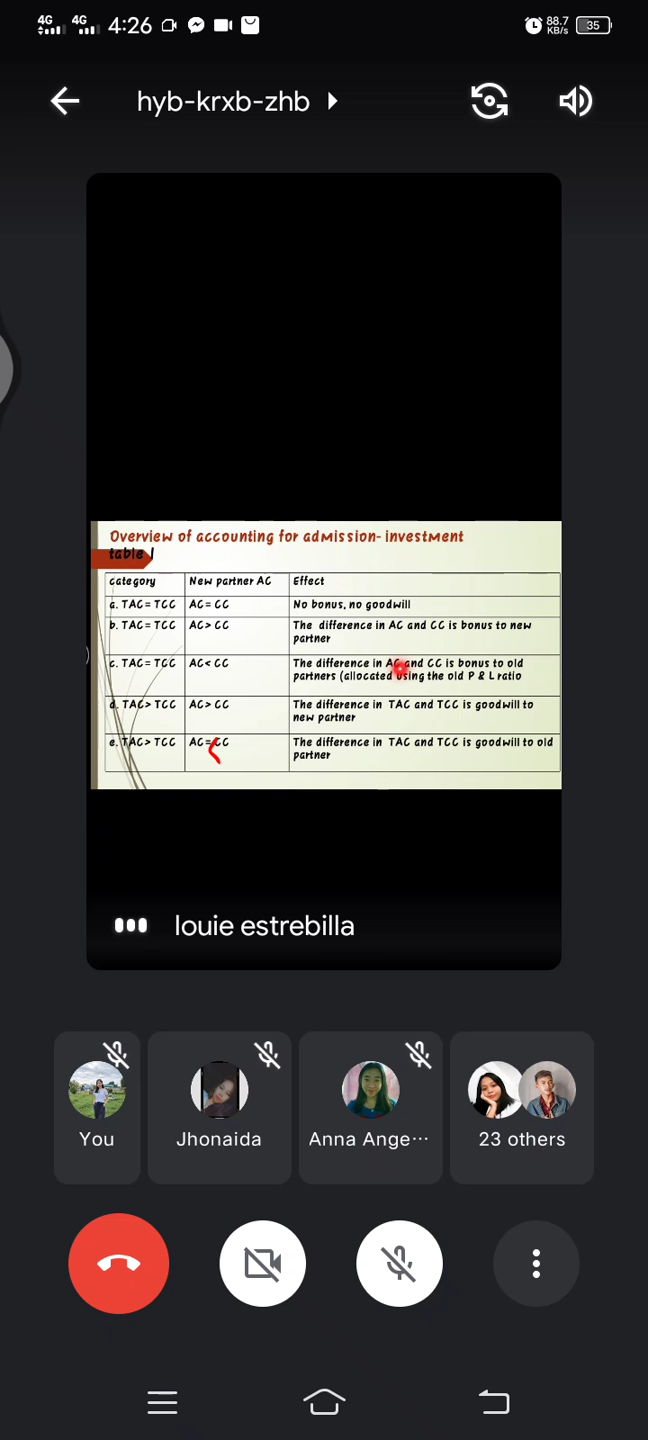 4G 4G 4:26 88.7 KB/s 35
hyb-krxb-zhb
Overview of accounting for admission- investment
table 1
category New partner AC Effect
a. TAC= TCC AC= CC No bonus, no goodwill
b. TAC= TCC AC> CC The difference in AC and CC is bonus to new
partner
c. TAC= TCC AC< CC The difference in AC and CC is bonus to old
partners (allocated using the old P & L ratio
d. TAC> TCC AC> CC The difference in TAC and TCC is goodwill to
new partner
e. TAC> TCC AC= CC The difference in TAC and TCC is goodwill to old
partner
louie estrebilla
You Jhonaida Anna Ange... 23 others